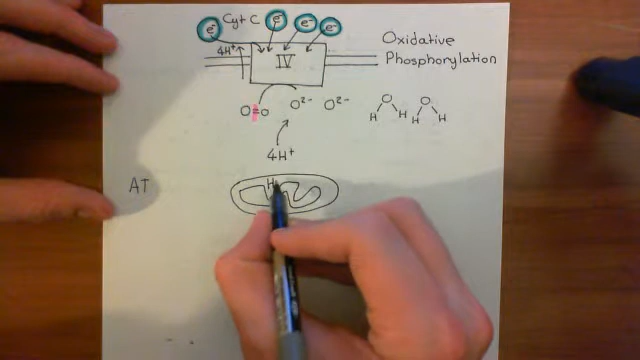 e⁻ Cyt C e⁻ e⁻ e⁻
4H⁺
IV
Oxidative
Phosphorylation
O=O O²⁻ O²⁻
O O
H H H H
4H⁺
AT
H